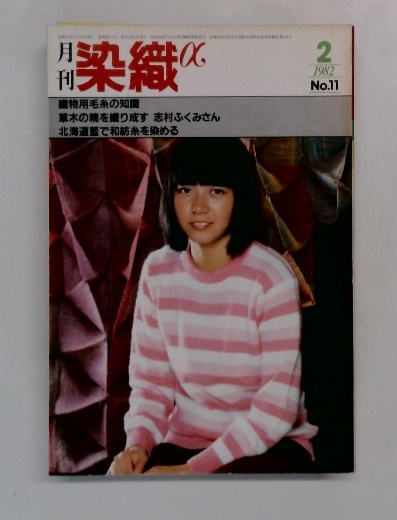 月刊染織α
2
1982
No.11
織物用毛糸の知識
草木の精を織り成す 志村ふくみさん
北海道藍で和紡糸を染める